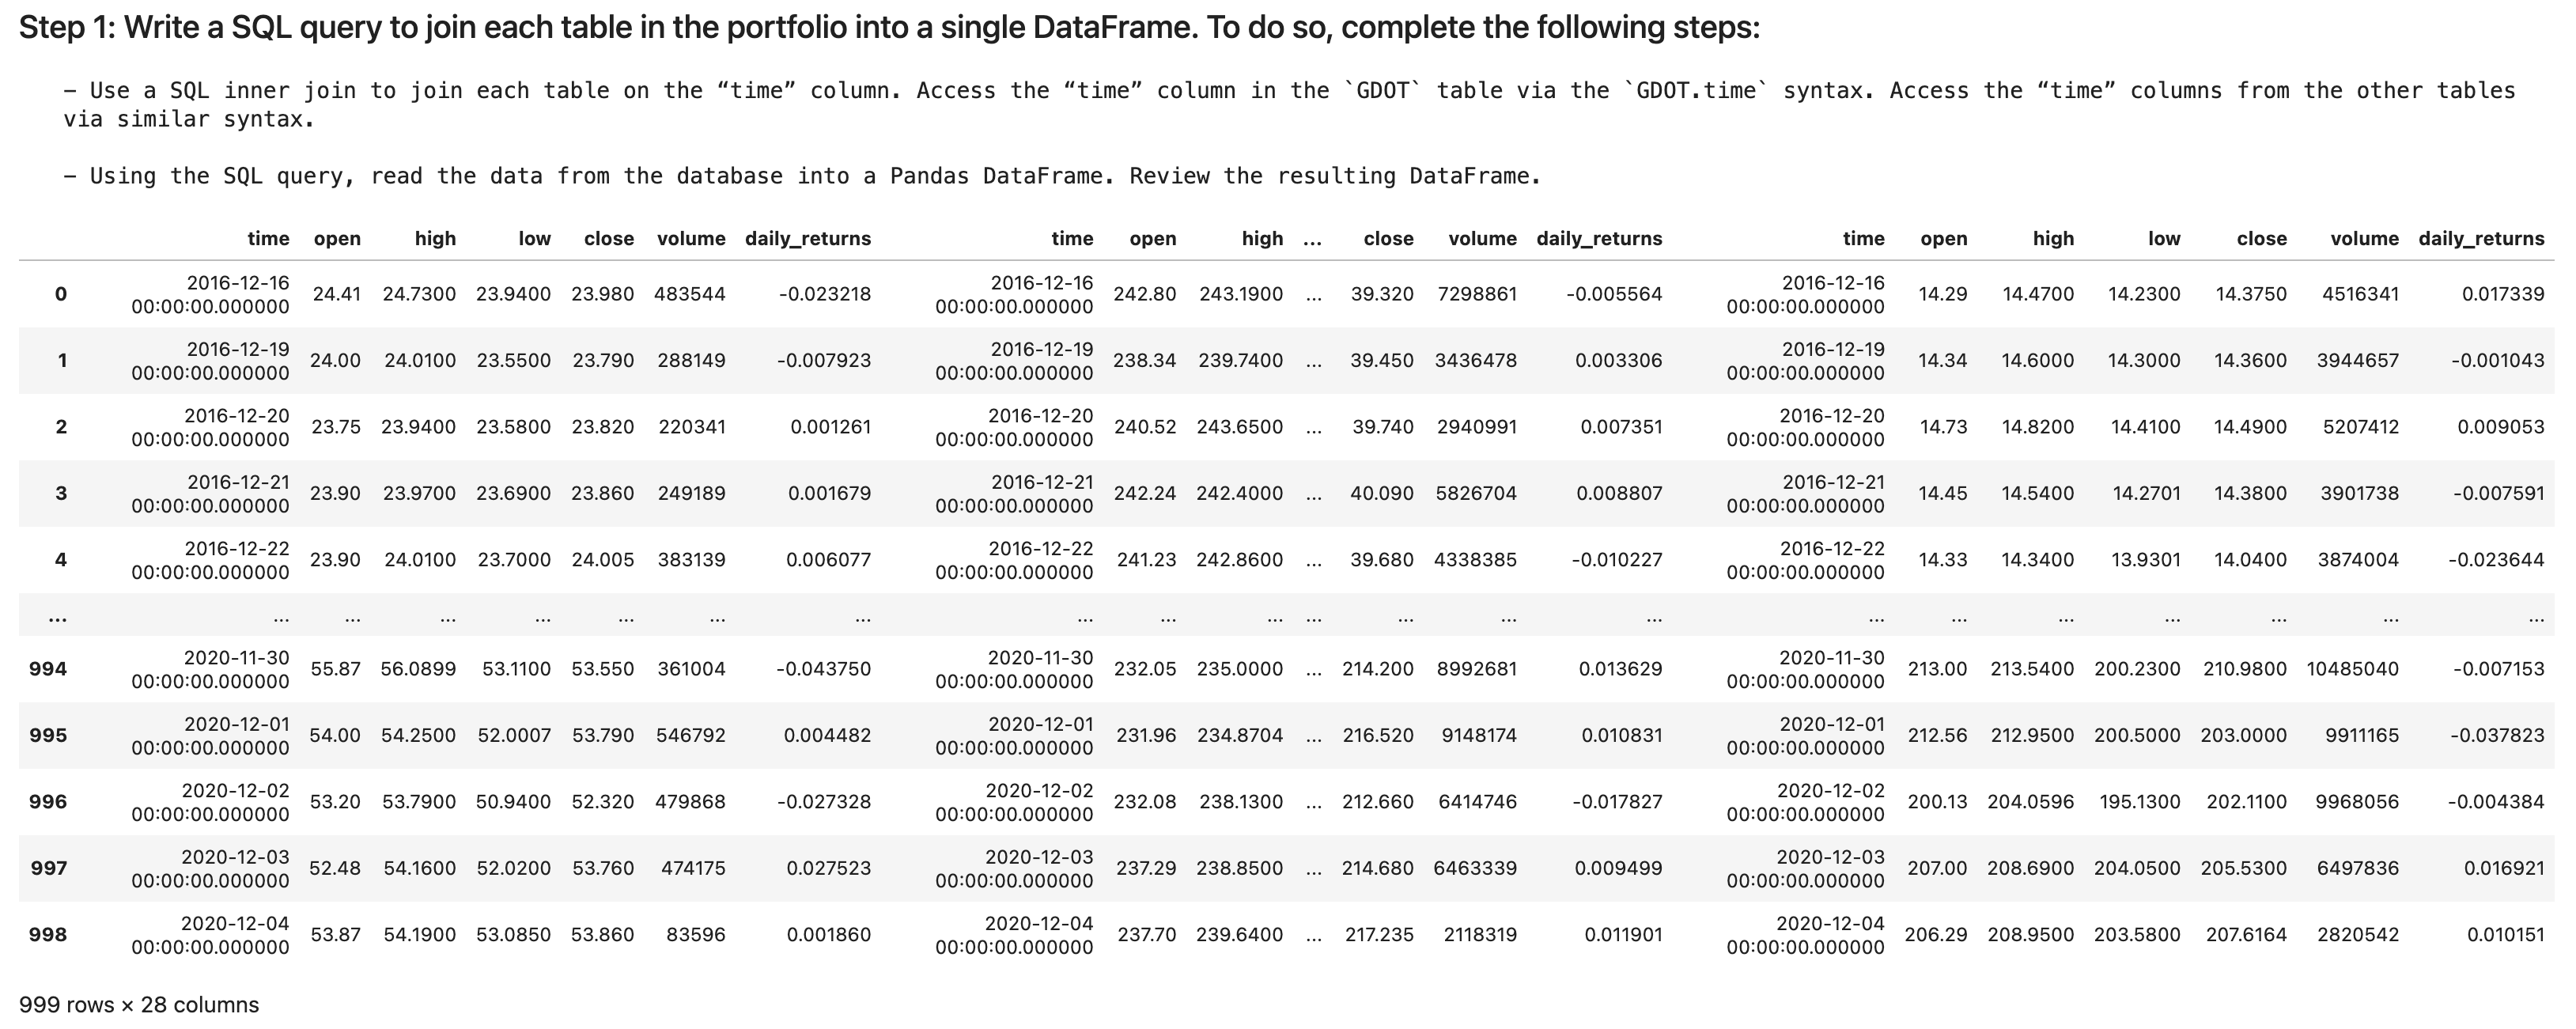 Step 1: Write a SQL query to join each table in the portfolio into a single DataFrame. To do so, complete the following steps:
– Use a SQL inner join to join each table on the “time” column. Access the “time” column in the `GDOT` table via the `GDOT.time` syntax. Access the “time” columns from the other tables
via similar syntax.
– Using the SQL query, read the data from the database into a Pandas DataFrame. Review the resulting DataFrame.
time open high low close volume daily_returns time open high ... close volume daily_returns time open high low close volume daily_returns
0 2016-12-16 00:00:00.000000 24.41 24.7300 23.9400 23.980 483544 -0.023218 2016-12-16 00:00:00.000000 242.80 243.1900 ... 39.320 7298861 -0.005564 2016-12-16 00:00:00.000000 14.29 14.4700 14.2300 14.3750 4516341 0.017339
1 2016-12-19 00:00:00.000000 24.00 24.0100 23.5500 23.790 288149 -0.007923 2016-12-19 00:00:00.000000 238.34 239.7400 ... 39.450 3436478 0.003306 2016-12-19 00:00:00.000000 14.34 14.6000 14.3000 14.3600 3944657 -0.001043
2 2016-12-20 00:00:00.000000 23.75 23.9400 23.5800 23.820 220341 0.001261 2016-12-20 00:00:00.000000 240.52 243.6500 ... 39.740 2940991 0.007351 2016-12-20 00:00:00.000000 14.73 14.8200 14.4100 14.4900 5207412 0.009053
3 2016-12-21 00:00:00.000000 23.90 23.9700 23.6900 23.860 249189 0.001679 2016-12-21 00:00:00.000000 242.24 242.4000 ... 40.090 5826704 0.008807 2016-12-21 00:00:00.000000 14.45 14.5400 14.2701 14.3800 3901738 -0.007591
4 2016-12-22 00:00:00.000000 23.90 24.0100 23.7000 24.005 383139 0.006077 2016-12-22 00:00:00.000000 241.23 242.8600 ... 39.680 4338385 -0.010227 2016-12-22 00:00:00.000000 14.33 14.3400 13.9301 14.0400 3874004 -0.023644
... ... ... ... ... ... ... ... ... ... ... ... ... ... ... ... ... ... ... ... ... ...
994 2020-11-30 00:00:00.000000 55.87 56.0899 53.1100 53.550 361004 -0.043750 2020-11-30 00:00:00.000000 232.05 235.0000 ... 214.200 8992681 0.013629 2020-11-30 00:00:00.000000 213.00 213.5400 200.2300 210.9800 10485040 -0.007153
995 2020-12-01 00:00:00.000000 54.00 54.2500 52.0007 53.790 546792 0.004482 2020-12-01 00:00:00.000000 231.96 234.8704 ... 216.520 9148174 0.010831 2020-12-01 00:00:00.000000 212.56 212.9500 200.5000 203.0000 9911165 -0.037823
996 2020-12-02 00:00:00.000000 53.20 53.7900 50.9400 52.320 479868 -0.027328 2020-12-02 00:00:00.000000 232.08 238.1300 ... 212.660 6414746 -0.017827 2020-12-02 00:00:00.000000 200.13 204.0596 195.1300 202.1100 9968056 -0.004384
997 2020-12-03 00:00:00.000000 52.48 54.1600 52.0200 53.760 474175 0.027523 2020-12-03 00:00:00.000000 237.29 238.8500 ... 214.680 6463339 0.009499 2020-12-03 00:00:00.000000 207.00 208.6900 204.0500 205.5300 6497836 0.016921
998 2020-12-04 00:00:00.000000 53.87 54.1900 53.0850 53.860 83596 0.001860 2020-12-04 00:00:00.000000 237.70 239.6400 ... 217.235 2118319 0.011901 2020-12-04 00:00:00.000000 206.29 208.9500 203.5800 207.6164 2820542 0.010151
999 rows × 28 columns